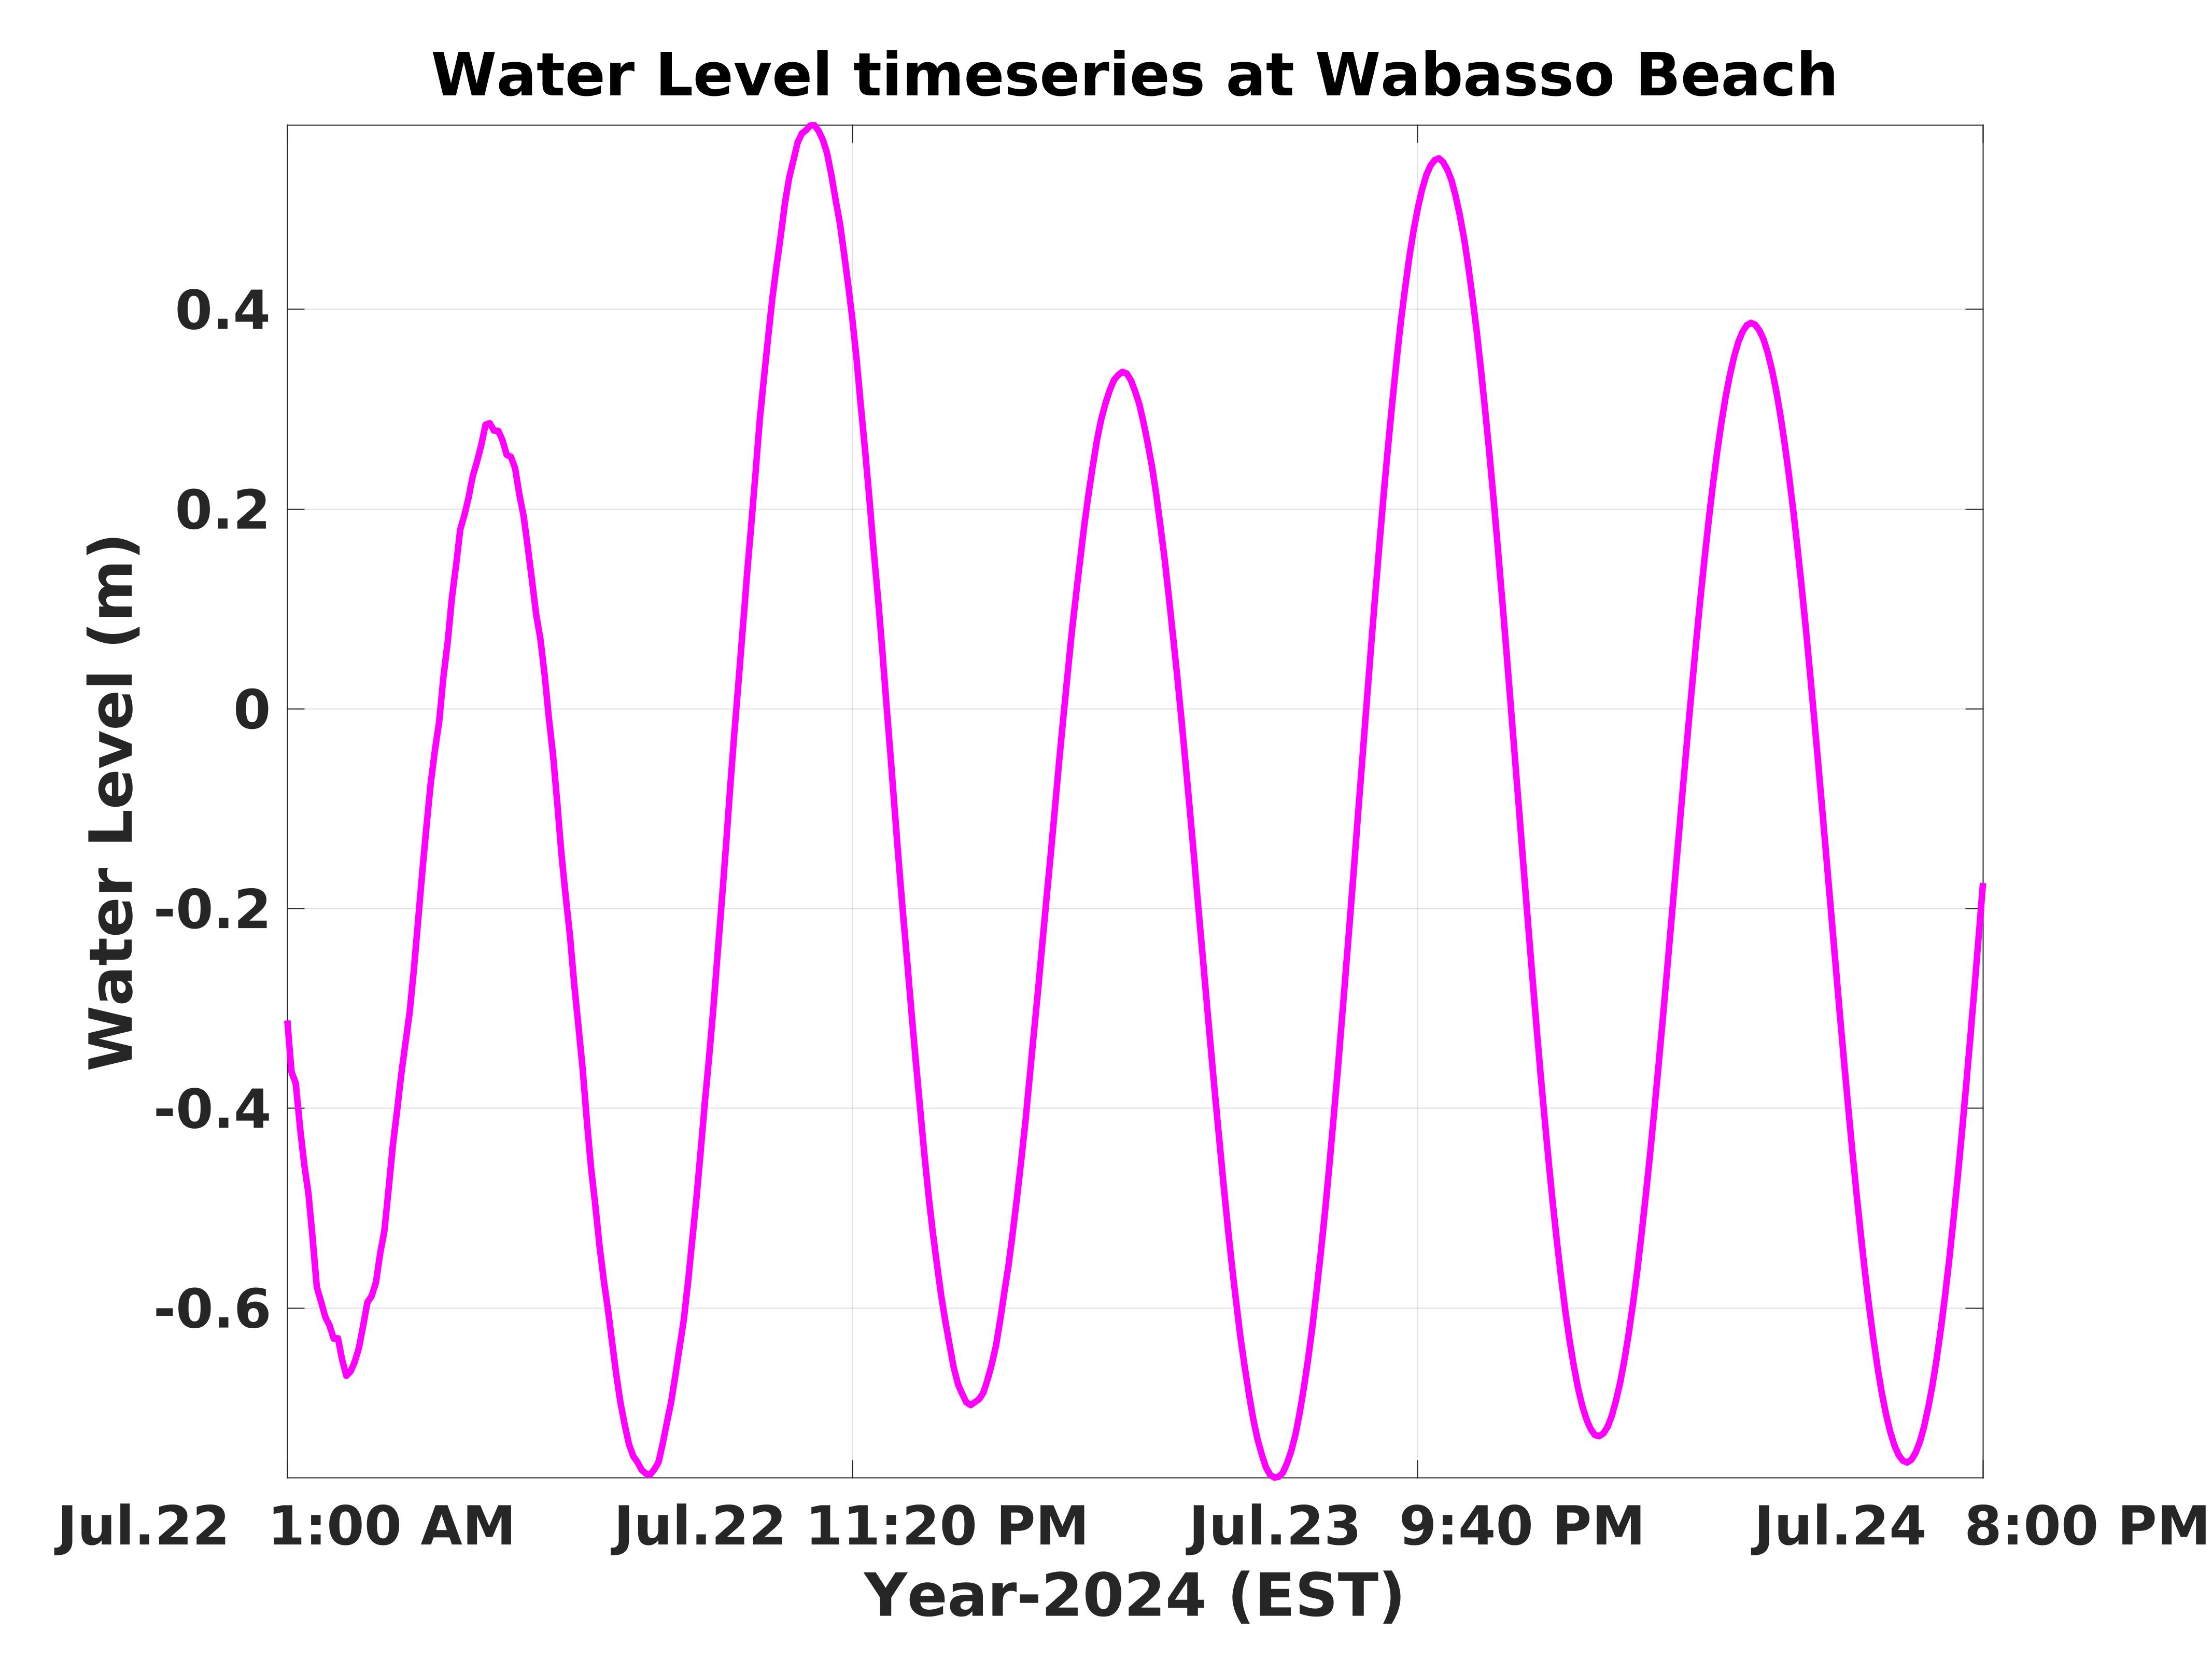 Water Level timeseries at Wabasso Beach
Water Level (m)
0.4
0.2
0
-0.2
-0.4
-0.6
Jul.22  1:00 AM
Jul.22 11:20 PM
Jul.23  9:40 PM
Jul.24  8:00 PM
Year-2024 (EST)